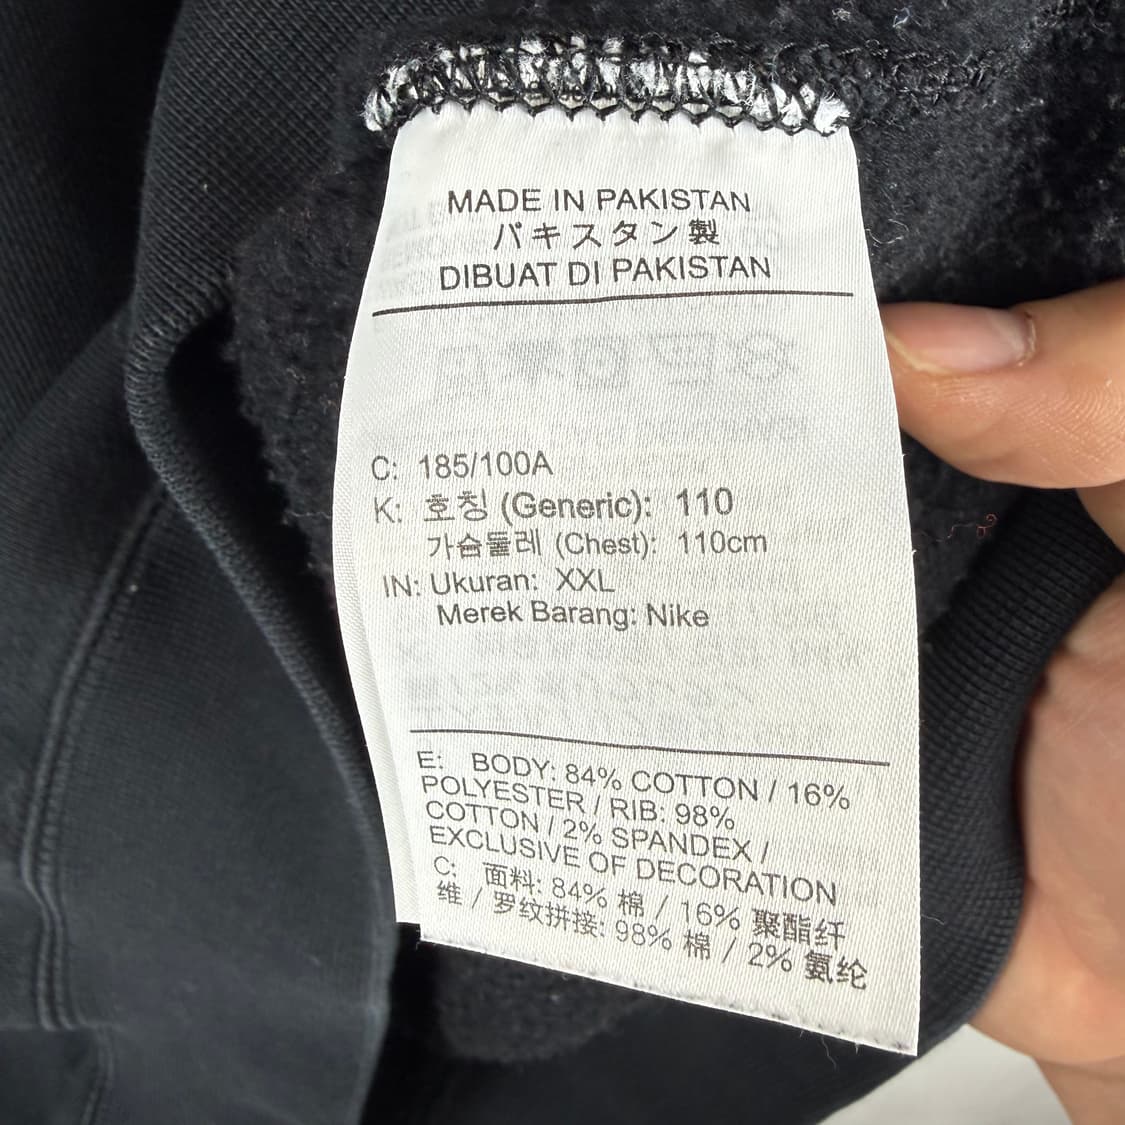 MADE IN PAKISTAN
パキスタン製
DIBUAT DI PAKISTAN
C: 185/100A
K: 호칭 (Generic): 110
가슴둘레 (Chest): 110cm
IN: Ukuran: XXL
Merek Barang: Nike
E: BODY: 84% COTTON / 16%
POLYESTER / RIB: 98%
COTTON / 2% SPANDEX /
EXCLUSIVE OF DECORATION
C: 面料: 84% 棉 / 16% 聚酯纤
维 / 罗纹拼接: 98% 棉 / 2% 氨纶